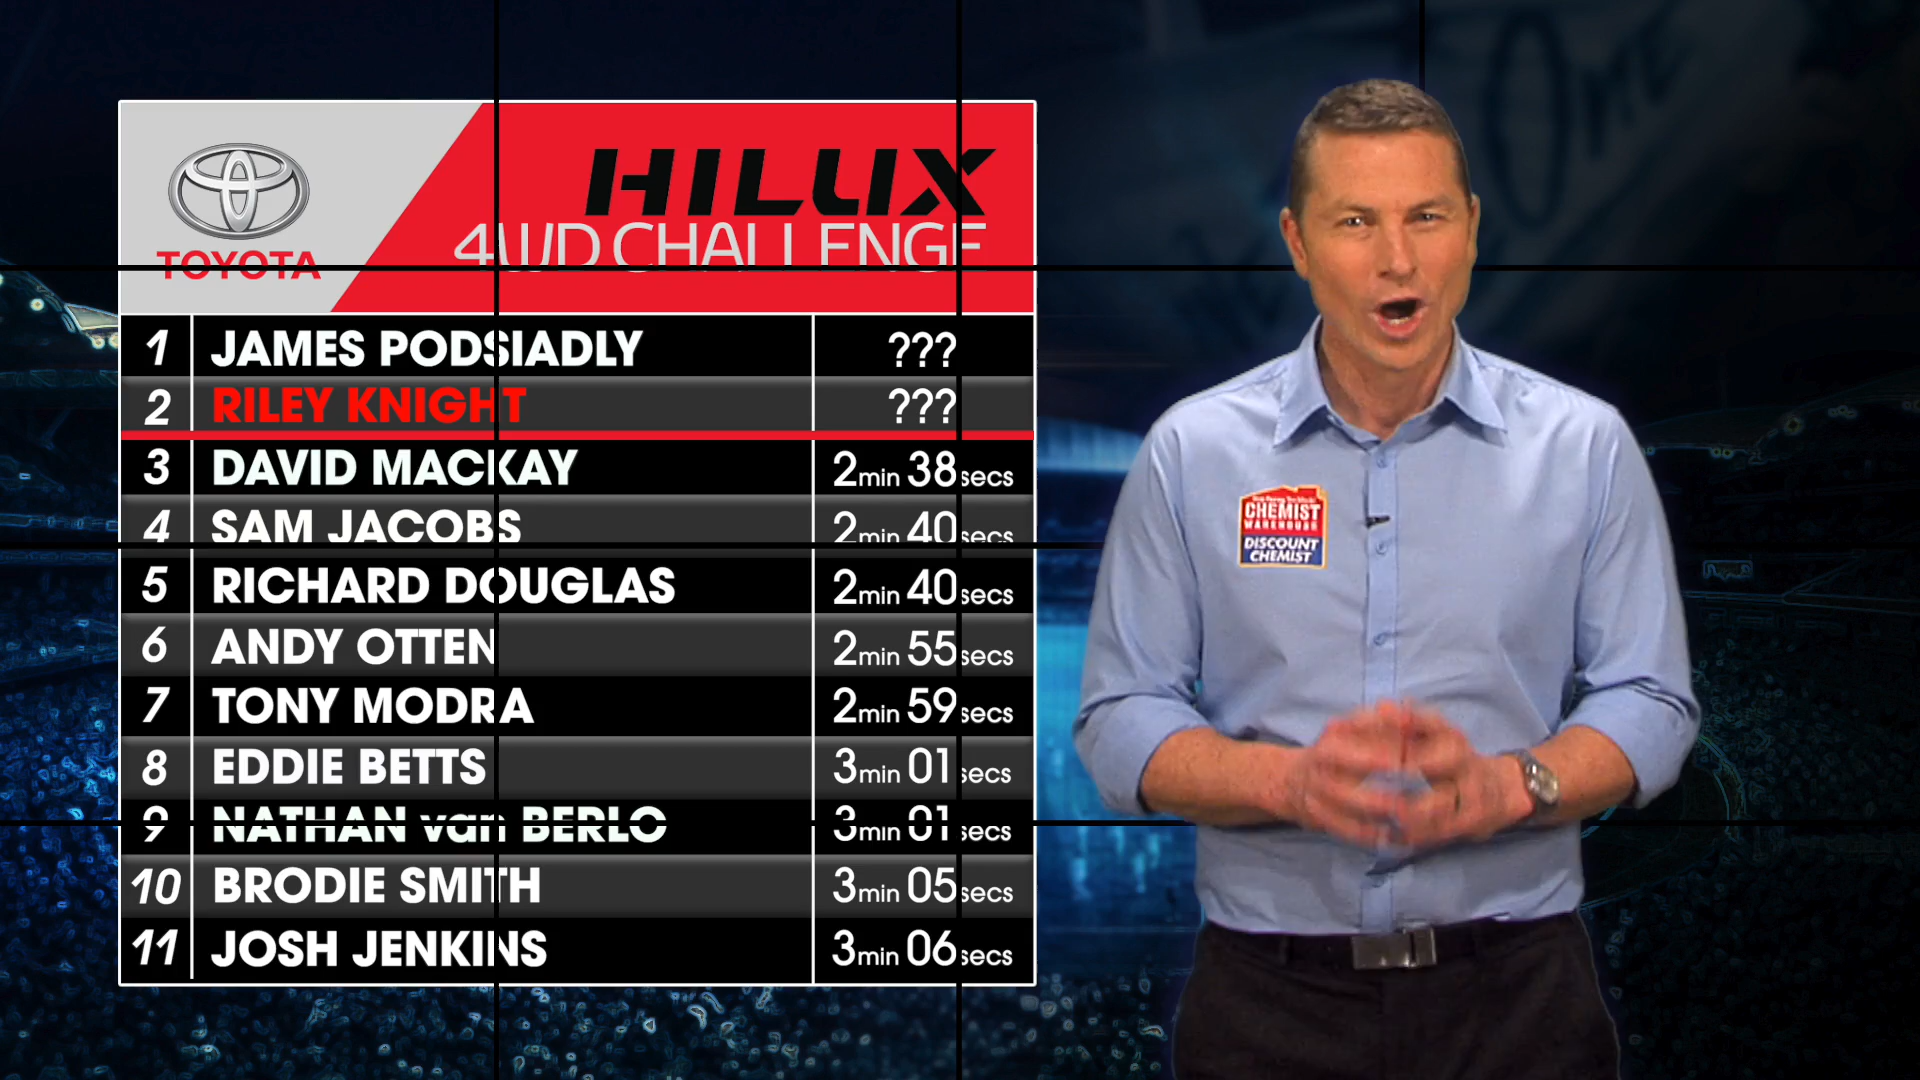 HILUX
4WD CHALLENGE
TOYOTA
1 JAMES PODSIADLY ???
2 RILEY KNIGHT ???
3 DAVID MACKAY 2min 38secs
4 SAM JACOBS 2min 40secs
5 RICHARD DOUGLAS 2min 40secs
6 ANDY OTTEN 2min 55secs
7 TONY MODRA 2min 59secs
8 EDDIE BETTS 3min 01secs
9 NATHAN van BERLO 3min 01secs
10 BRODIE SMITH 3min 05secs
11 JOSH JENKINS 3min 06secs
CHEMIST
WAREHOUSE
DISCOUNT
CHEMIST